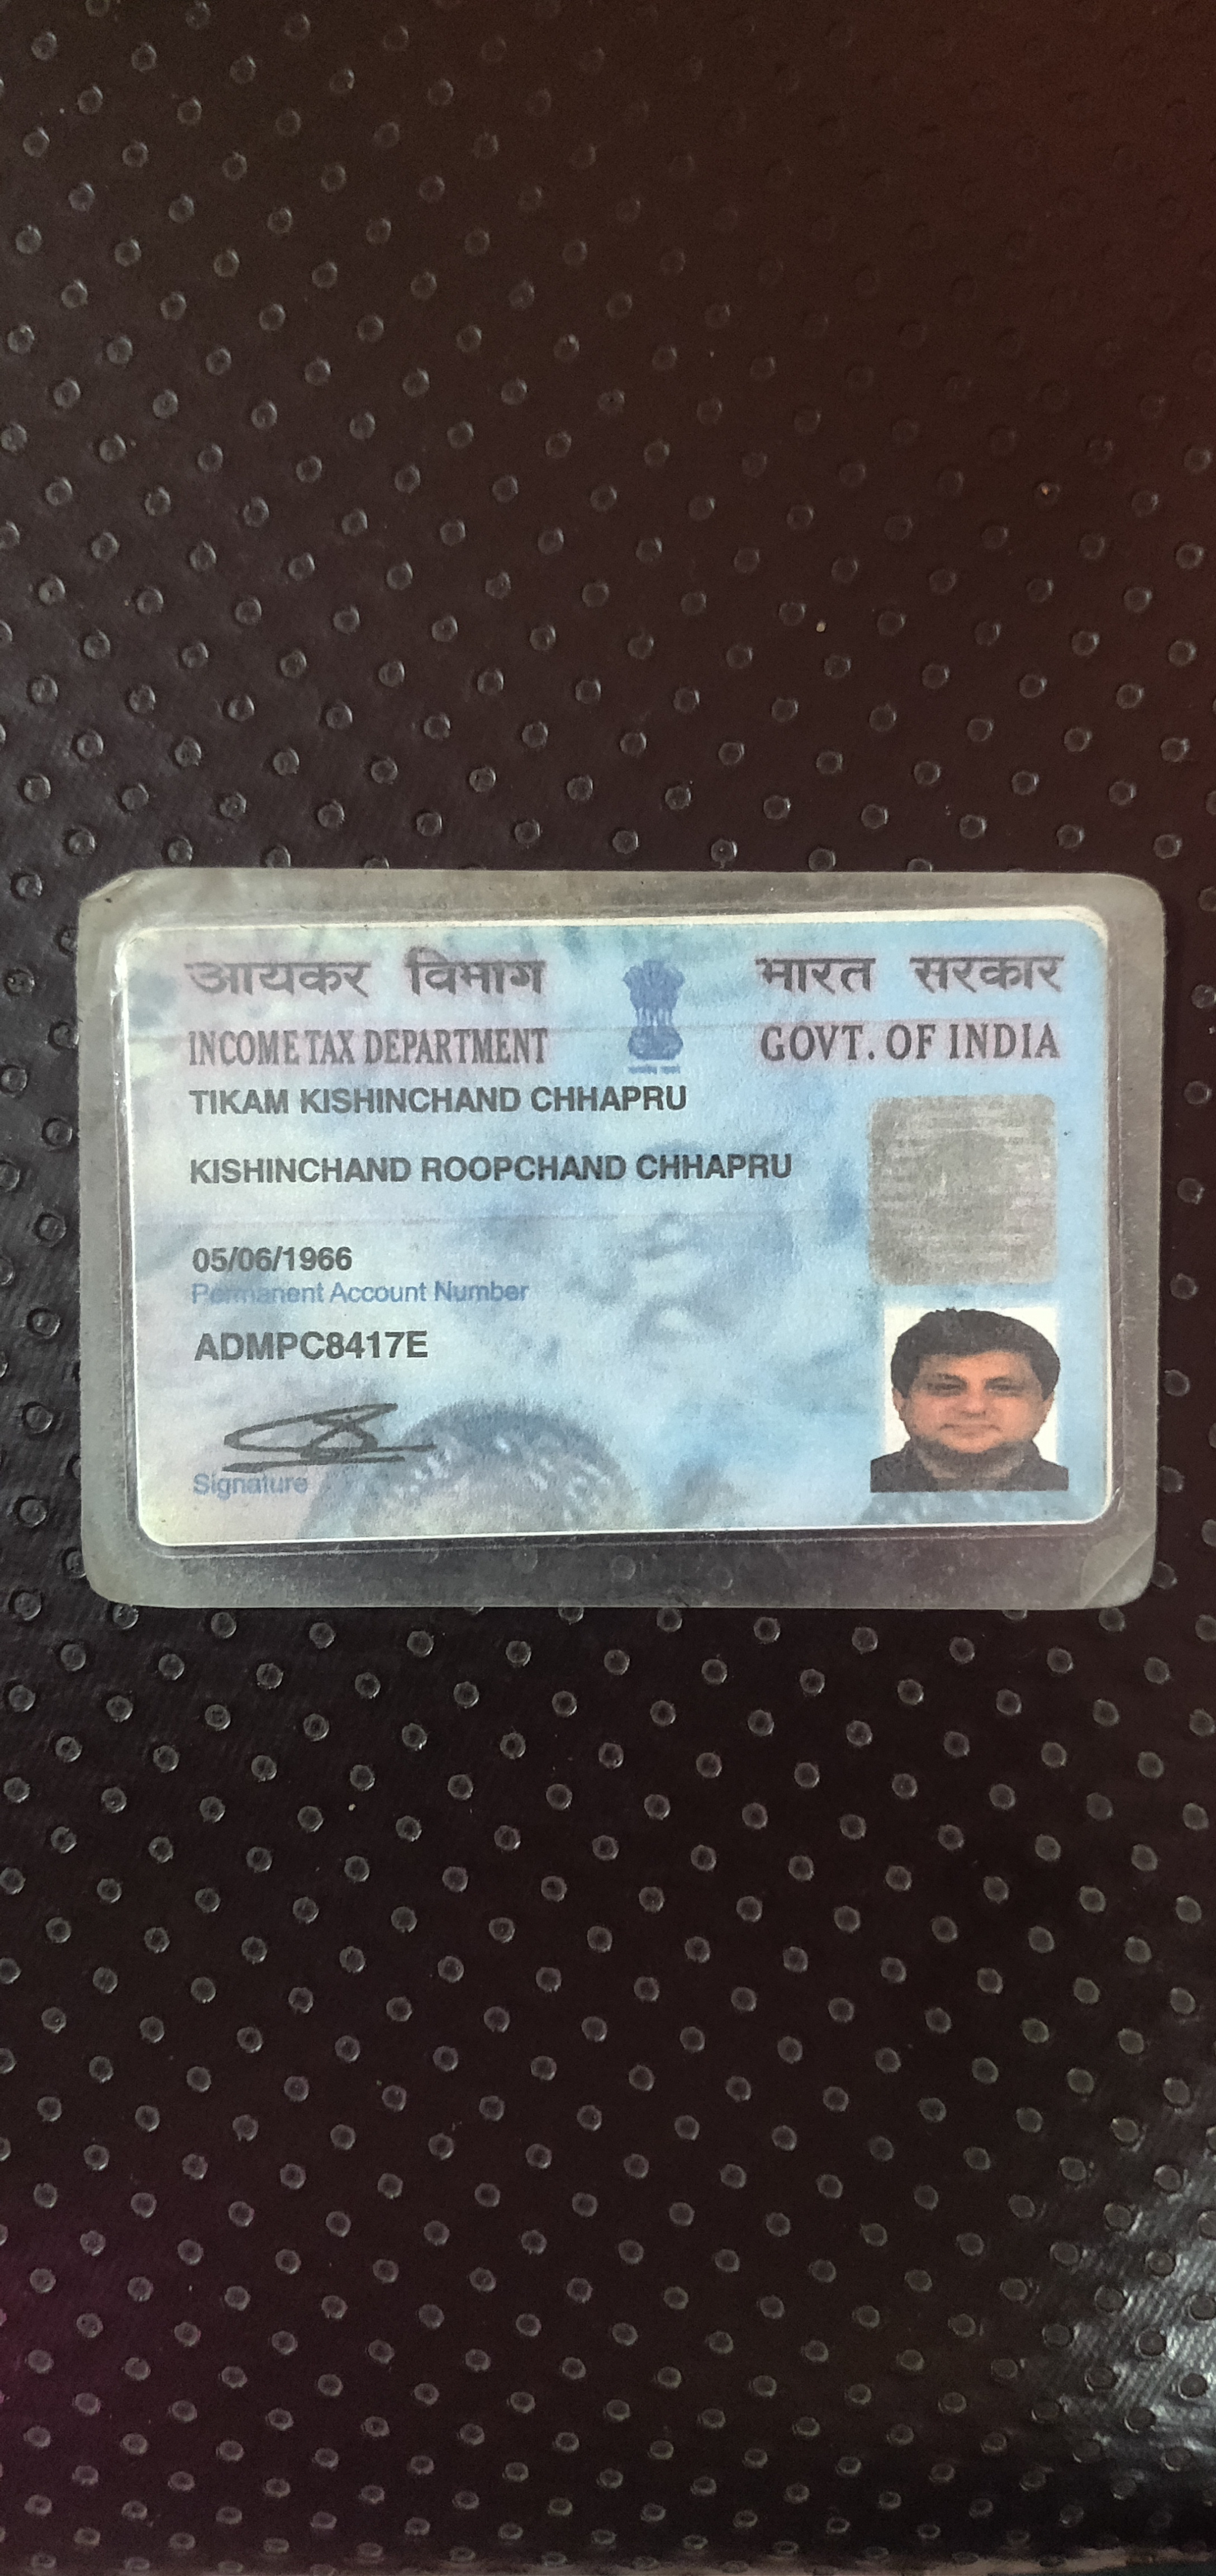 आयकर विभाग भारत सरकार
INCOME TAX DEPARTMENT GOVT. OF INDIA
TIKAM KISHINCHAND CHHAPRU
KISHINCHAND ROOPCHAND CHHAPRU
05/06/1966
Permanent Account Number
ADMPC8417E
Signature